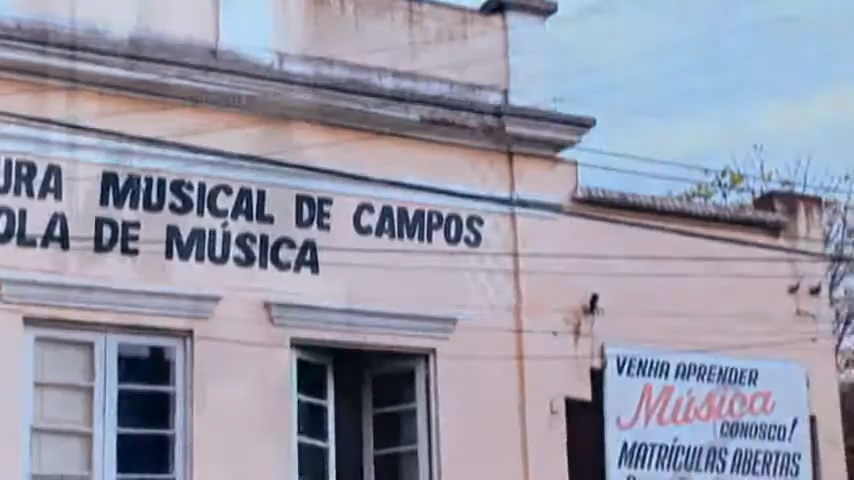 URA MUSICAL DE CAMPOS
OLA DE MÚSICA
VENHA APRENDER
Música
CONOSCO!
MATRÍCULAS ABERTAS